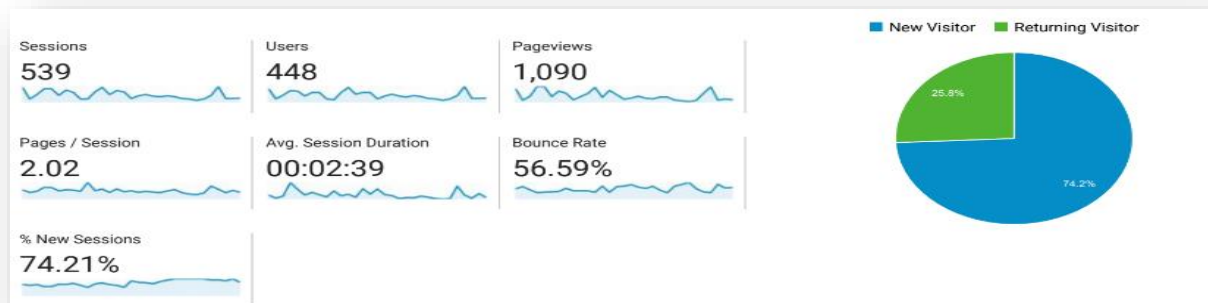 Sessions
539
Users
448
Pageviews
1,090
Pages / Session
2.02
Avg. Session Duration
00:02:39
Bounce Rate
56.59%
% New Sessions
74.21%
New Visitor
Returning Visitor
25.8%
74.2%